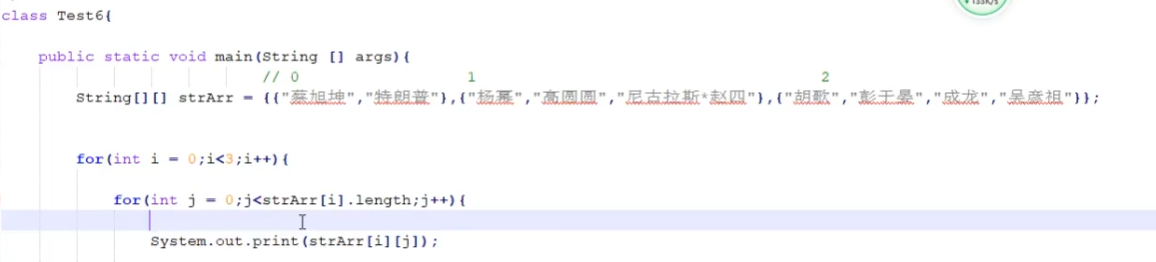 133K/s
class Test6{
public static void main(String [] args){
// 0 1 2
String[][] strArr = {{"蔡旭坤","特朗普"},{"杨幂","高圆圆","尼古拉斯*赵四"},{"胡歌","彭于晏","成龙","吴彦祖"}};
for(int i = 0;i<3;i++){
for(int j = 0;j<strArr[i].length;j++){
System.out.print(strArr[i][j]);